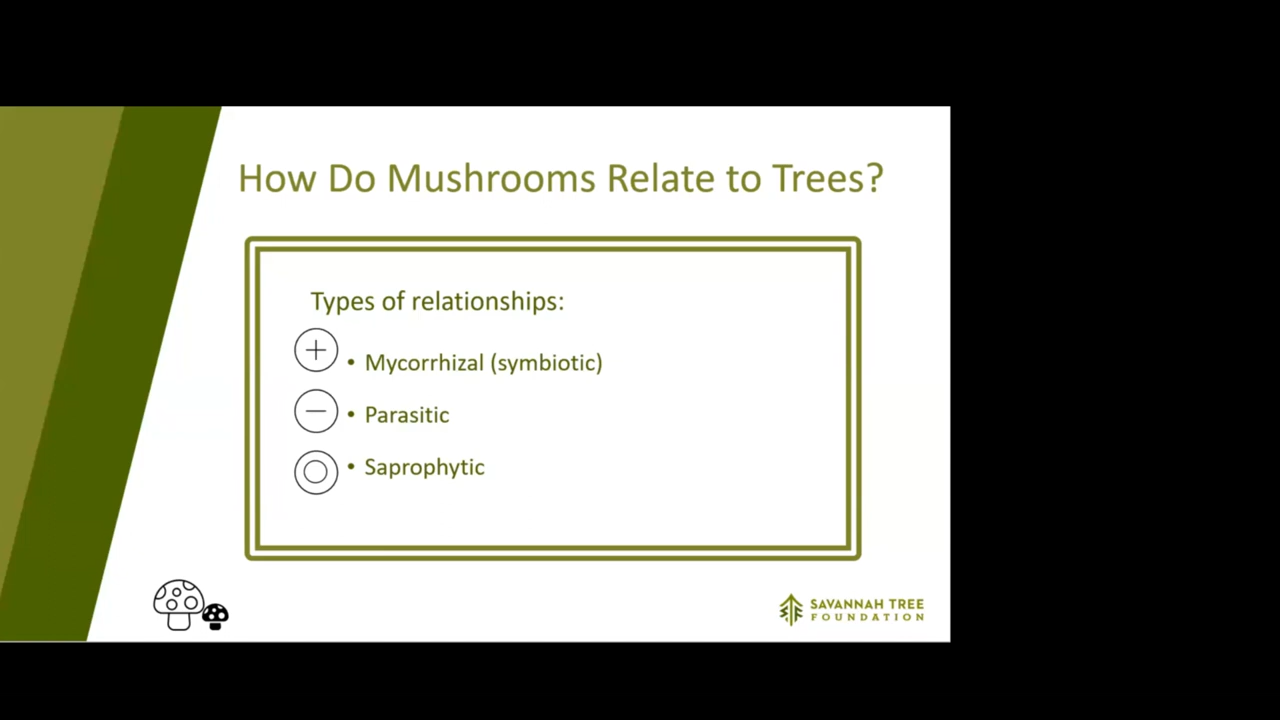 How Do Mushrooms Relate to Trees?
Types of relationships:
• Mycorrhizal (symbiotic)
• Parasitic
• Saprophytic
SAVANNAH TREE
FOUNDATION